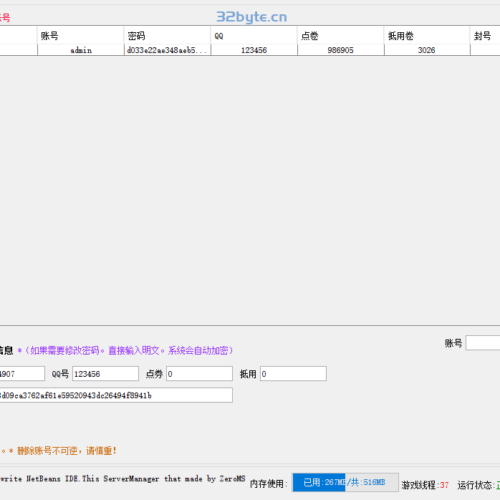 账号
32byte.cn
账号 密码 QQ 点卷 抵用卷 封号
admin d033e22ae348aeb5... 123456 986905 3026
信息 *（如果需要修改密码。直接输入明文。系统会自动加密）
账号
4907 QQ号 123456 点券 0 抵用 0
3d09ca3762af61e59520943dc26494f8941b
。* 删除账号不可逆，请慎重！
write NetBeans IDE.This ServerManager that made by ZeroMS 内存使用: 已用:267MB/共:516MB 游戏线程:37 运行状态: